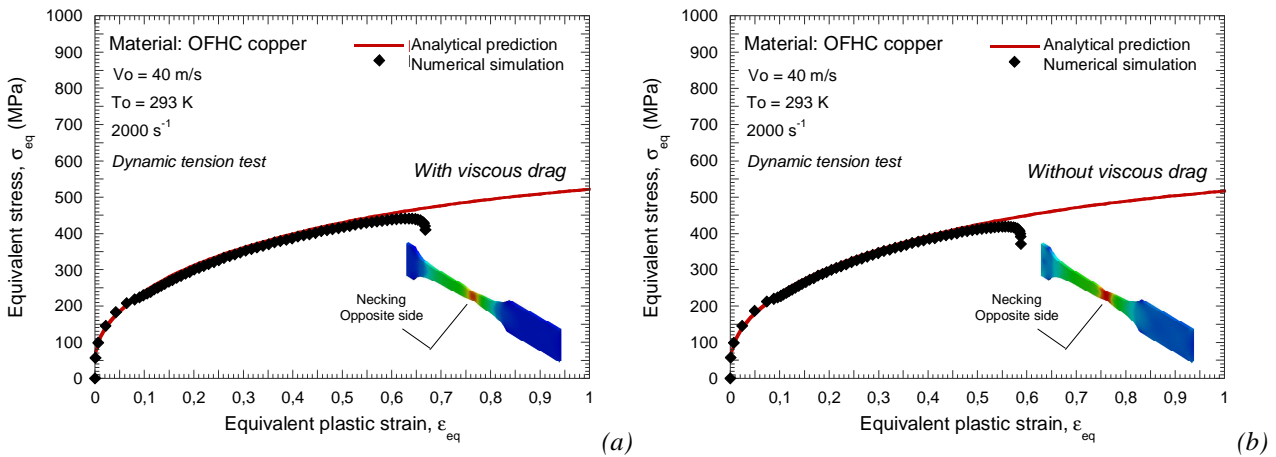 1000
900
800
700
600
500
400
300
200
100
0
Equivalent stress, σeq (MPa)
Material: OFHC copper
Vo = 40 m/s
To = 293 K
2000 s-1
Dynamic tension test
Analytical prediction
Numerical simulation
With viscous drag
Necking
Opposite side
0 0,1 0,2 0,3 0,4 0,5 0,6 0,7 0,8 0,9 1
Equivalent plastic strain, εeq
(a)
1000
900
800
700
600
500
400
300
200
100
0
Equivalent stress, σeq (MPa)
Material: OFHC copper
Vo = 40 m/s
To = 293 K
2000 s-1
Dynamic tension test
Analytical prediction
Numerical simulation
Without viscous drag
Necking
Opposite side
0 0,1 0,2 0,3 0,4 0,5 0,6 0,7 0,8 0,9 1
Equivalent plastic strain, εeq
(b)